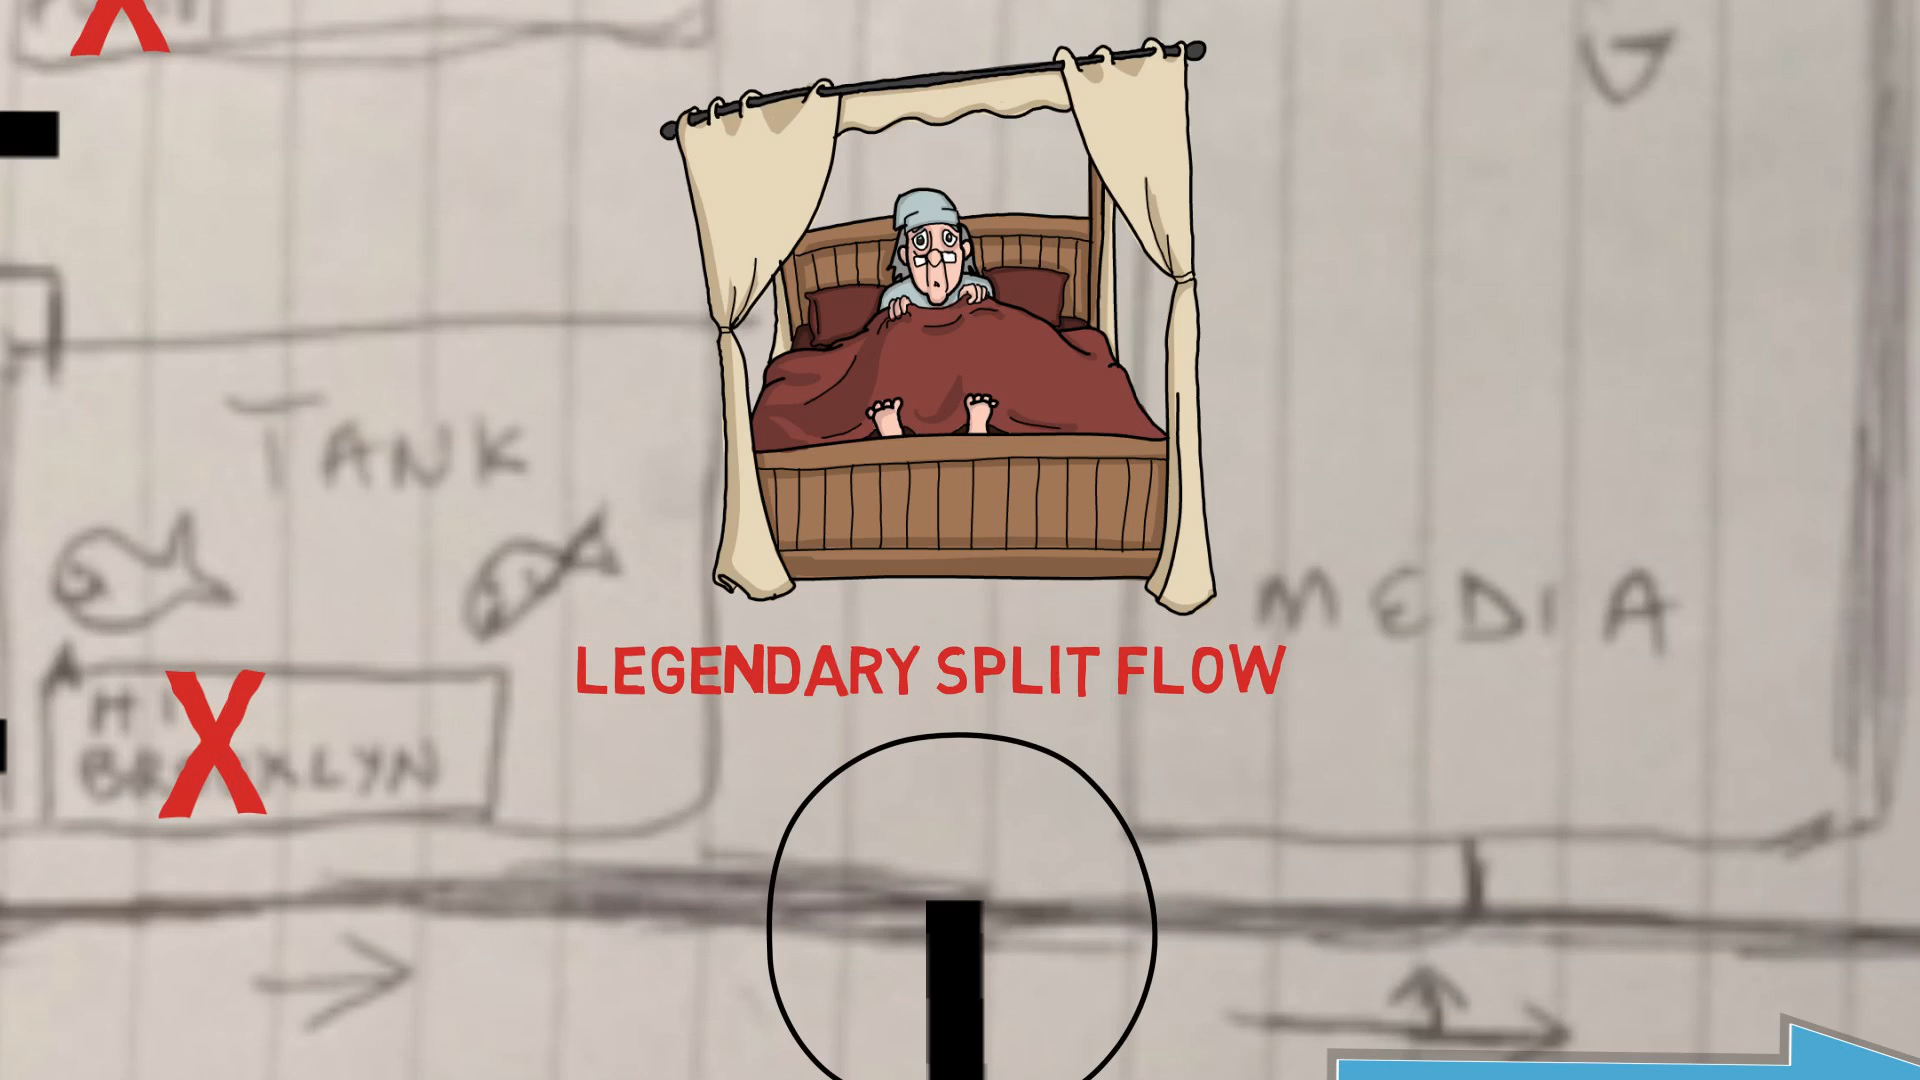 X
TANK
MEDIA
LEGENDARY SPLIT FLOW
X